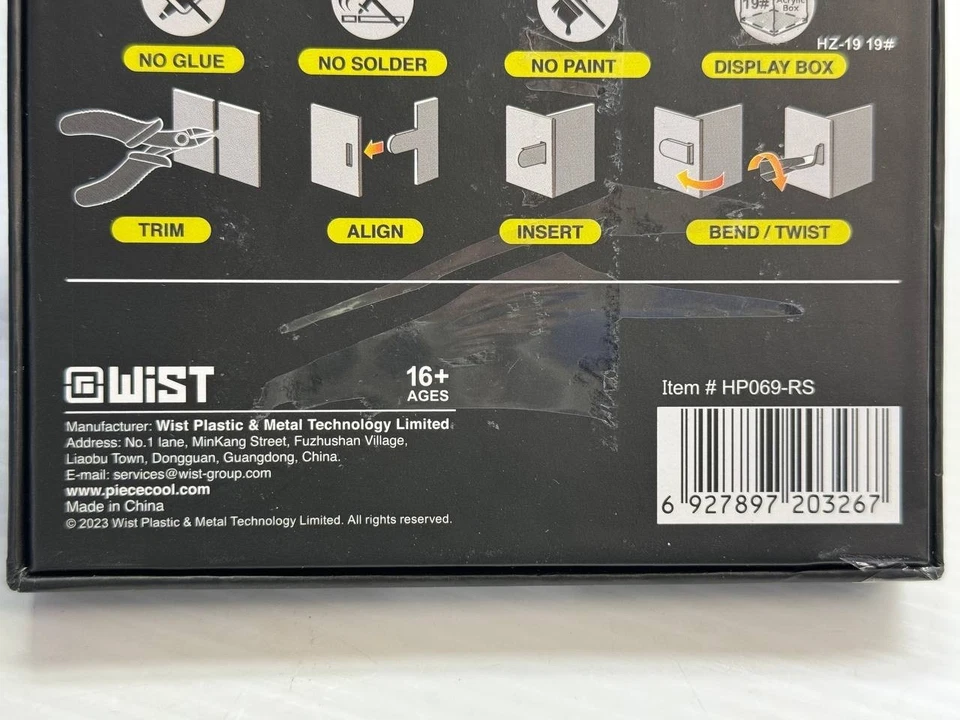 19# Acrylic Box
HZ-19 19#
NO GLUE
NO SOLDER
NO PAINT
DISPLAY BOX
TRIM
ALIGN
INSERT
BEND / TWIST
WiST
16+
AGES
Manufacturer: Wist Plastic & Metal Technology Limited.
Address: No.1 lane, MinKang Street, Fuzhushan Village,
Liaobu Town, Dongguan, Guangdong, China.
E-mail: services@wist-group.com
www.piececool.com
Made in China
© 2023 Wist Plastic & Metal Technology Limited. All rights reserved.
Item # HP069-RS
6 927897 203267